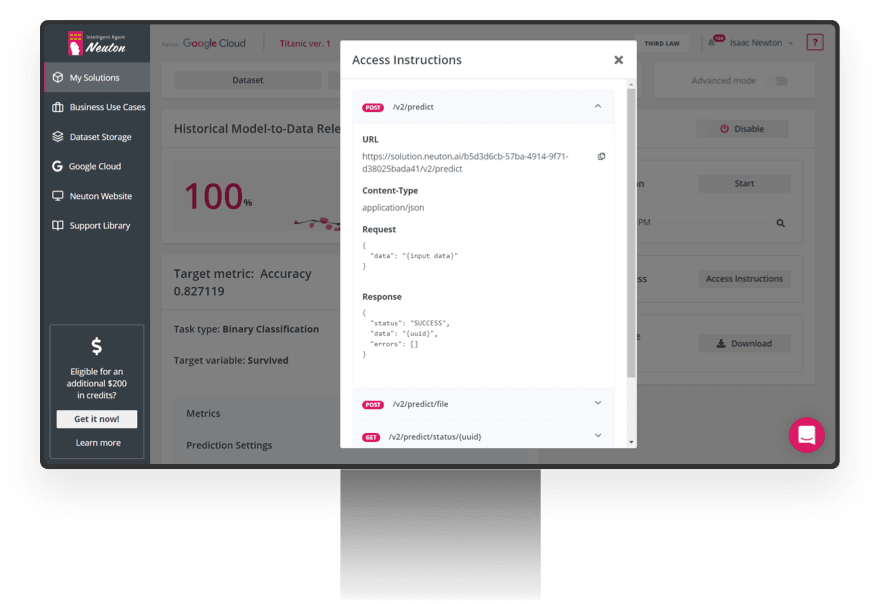 Intelligent Agent
Neuton
My Solutions
Business Use Cases
Dataset Storage
Google Cloud
Neuton Website
Support Library
$
Eligible for an
additional $200
in credits?
Get it now!
Learn more
Partner Google Cloud
Titanic ver. 1
THIRD LAW
Isaac Newton
?
Dataset
Advanced mode
Historical Model-to-Data Rele
Disable
100%
Start
PM
Target metric: Accuracy
0.827119
Access Instructions
Task type: Binary Classification
Target variable: Survived
Download
Metrics
Prediction Settings
Access Instructions
POST /v2/predict
URL
https://solution.neuton.ai/b5d3d6cb-57ba-4914-9f71-
d38025bada41/v2/predict
Content-Type
application/json
Request
{
"data": "{input data}"
}
Response
{
"status": "SUCCESS",
"data": "{uuid}",
"errors": []
}
POST /v2/predict/file
GET /v2/predict/status/{uuid}